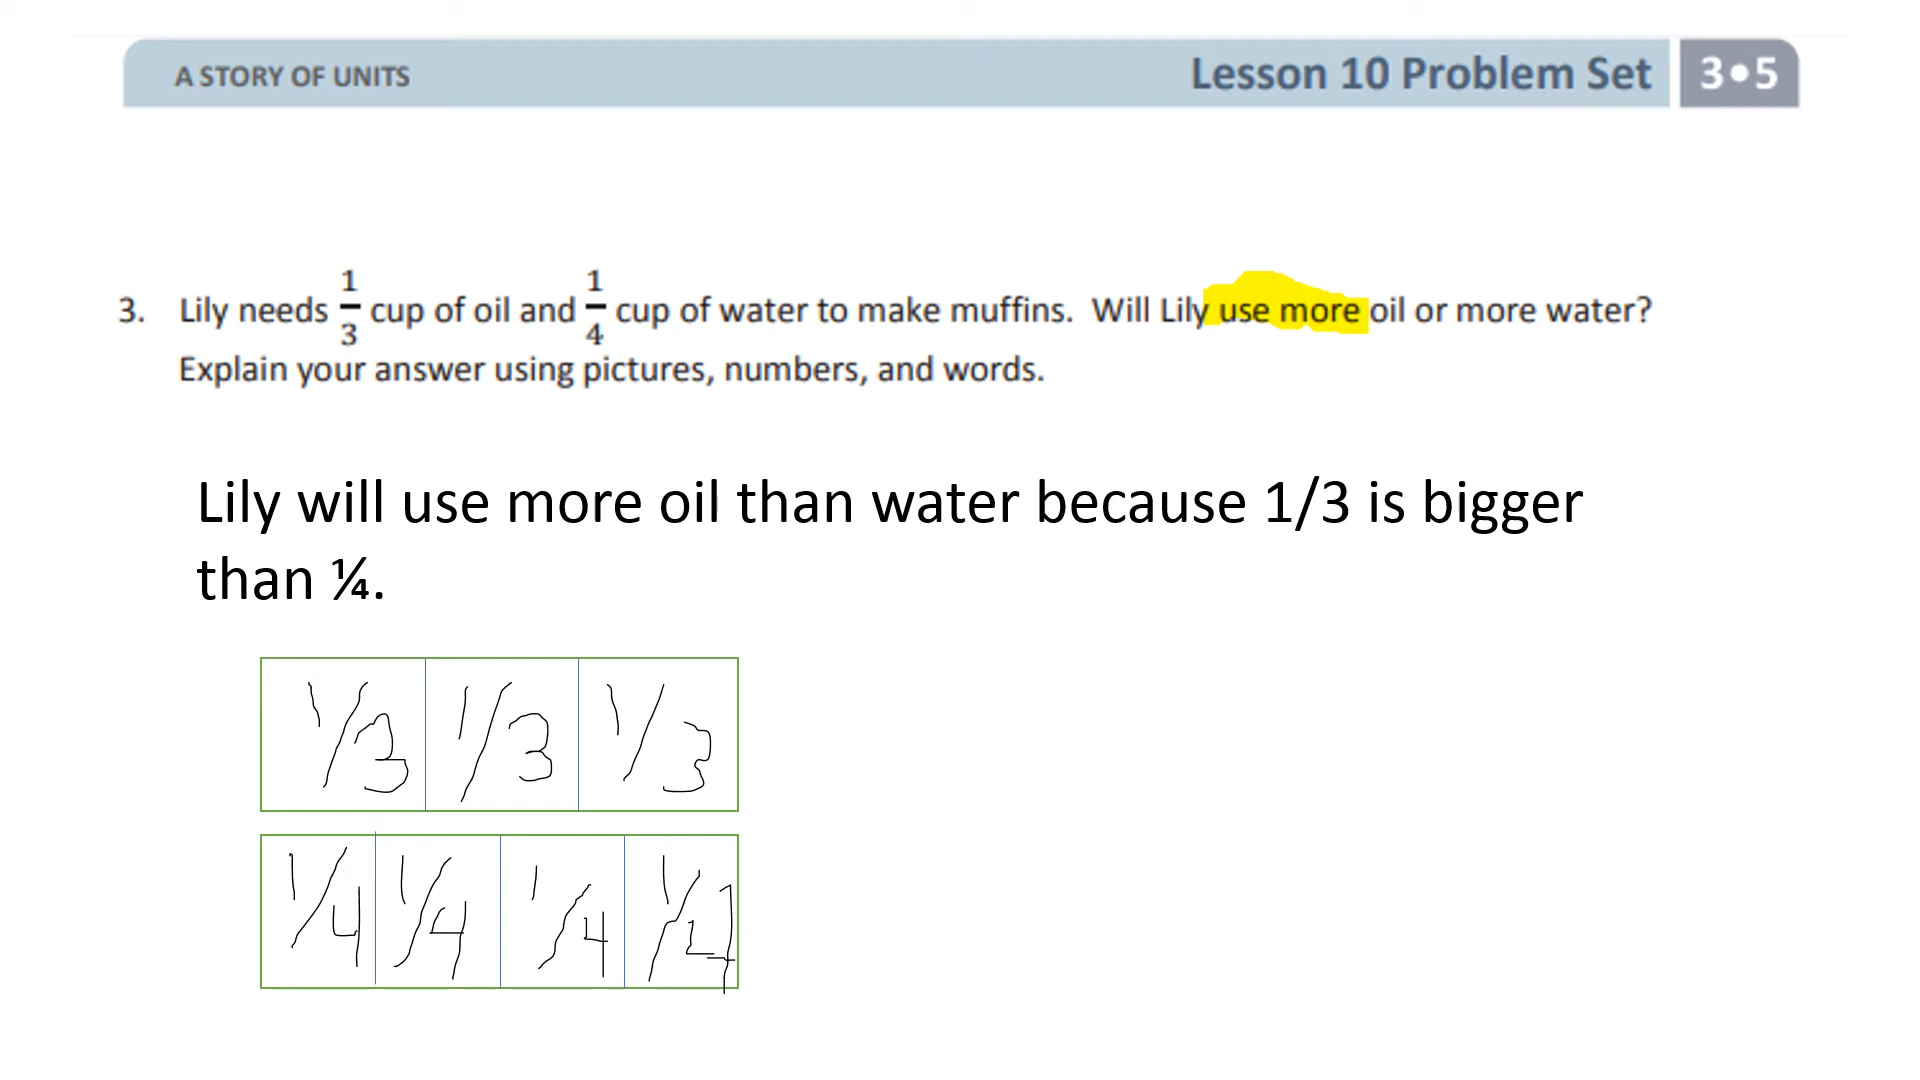 A STORY OF UNITS
Lesson 10 Problem Set 3•5
3. Lily needs 1/3 cup of oil and 1/4 cup of water to make muffins. Will Lily use more oil or more water?
Explain your answer using pictures, numbers, and words.
Lily will use more oil than water because 1/3 is bigger
than ¼.
1/3 1/3 1/3
1/4 1/4 1/4 1/4